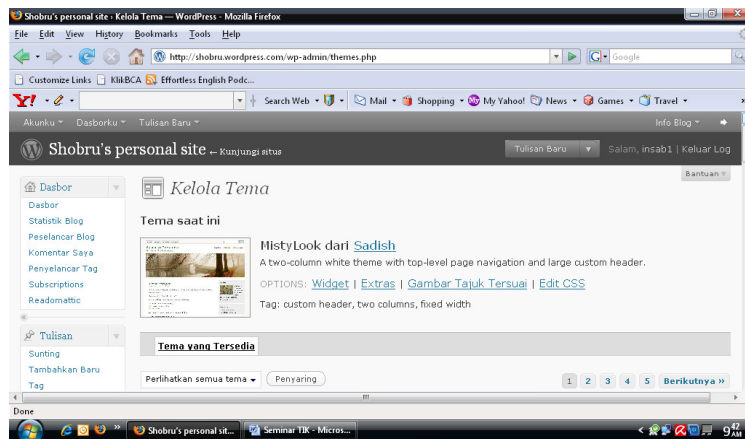 Shobru's personal site › Kelola Tema — WordPress - Mozilla Firefox
File Edit View History Bookmarks Tools Help
http://shobru.wordpress.com/wp-admin/themes.php
Google
Customize Links KlikBCA Effortless English Podc...
Y! Search Web Mail Shopping My Yahoo! News Games Travel
Akunku Dasborku Tulisan Baru Info Blog
Shobru's personal site ← Kunjungi situs Tulisan Baru Salam, insab1 | Keluar Log
Bantuan
Dasbor
Kelola Tema
Dasbor
Statistik Blog
Peselancar Blog
Komentar Saya
Penyelancar Tag
Subscriptions
Readomattic
Tulisan
Sunting
Tambahkan Baru
Tag
Tema saat ini
MistyLook dari Sadish
A two-column white theme with top-level page navigation and large custom header.
OPTIONS: Widget | Extras | Gambar Tajuk Tersuai | Edit CSS
Tag: custom header, two columns, fixed width
Tema yang Tersedia
Perlihatkan semua tema Penyaring 1 2 3 4 5 Berikutnya »
Done
Shobru's personal sit... Seminar TIK - Micros... 9:42 AM